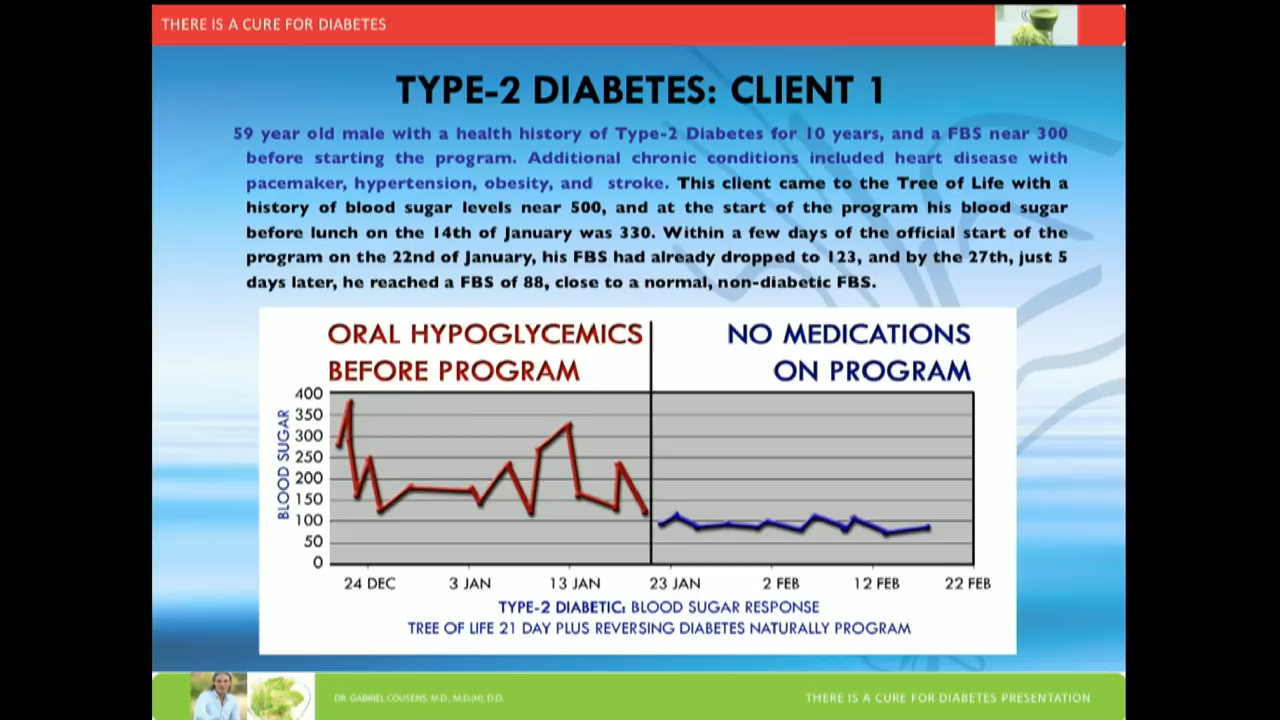 THERE IS A CURE FOR DIABETES
TYPE-2 DIABETES: CLIENT 1
59 year old male with a health history of Type-2 Diabetes for 10 years, and a FBS near 300
before starting the program. Additional chronic conditions included heart disease with
pacemaker, hypertension, obesity, and stroke. This client came to the Tree of Life with a
history of blood sugar levels near 500, and at the start of the program his blood sugar
before lunch on the 14th of January was 330. Within a few days of the official start of the
program on the 22nd of January, his FBS had already dropped to 123, and by the 27th, just 5
days later, he reached a FBS of 88, close to a normal, non-diabetic FBS.
ORAL HYPOGLYCEMICS
BEFORE PROGRAM
NO MEDICATIONS
ON PROGRAM
BLOOD SUGAR
400
350
300
250
200
150
100
50
0
24 DEC 3 JAN 13 JAN 23 JAN 2 FEB 12 FEB 22 FEB
TYPE-2 DIABETIC: BLOOD SUGAR RESPONSE
TREE OF LIFE 21 DAY PLUS REVERSING DIABETES NATURALLY PROGRAM
DR. GABRIEL COUSENS, M.D., M.D.(H), D.D.
THERE IS A CURE FOR DIABETES PRESENTATION